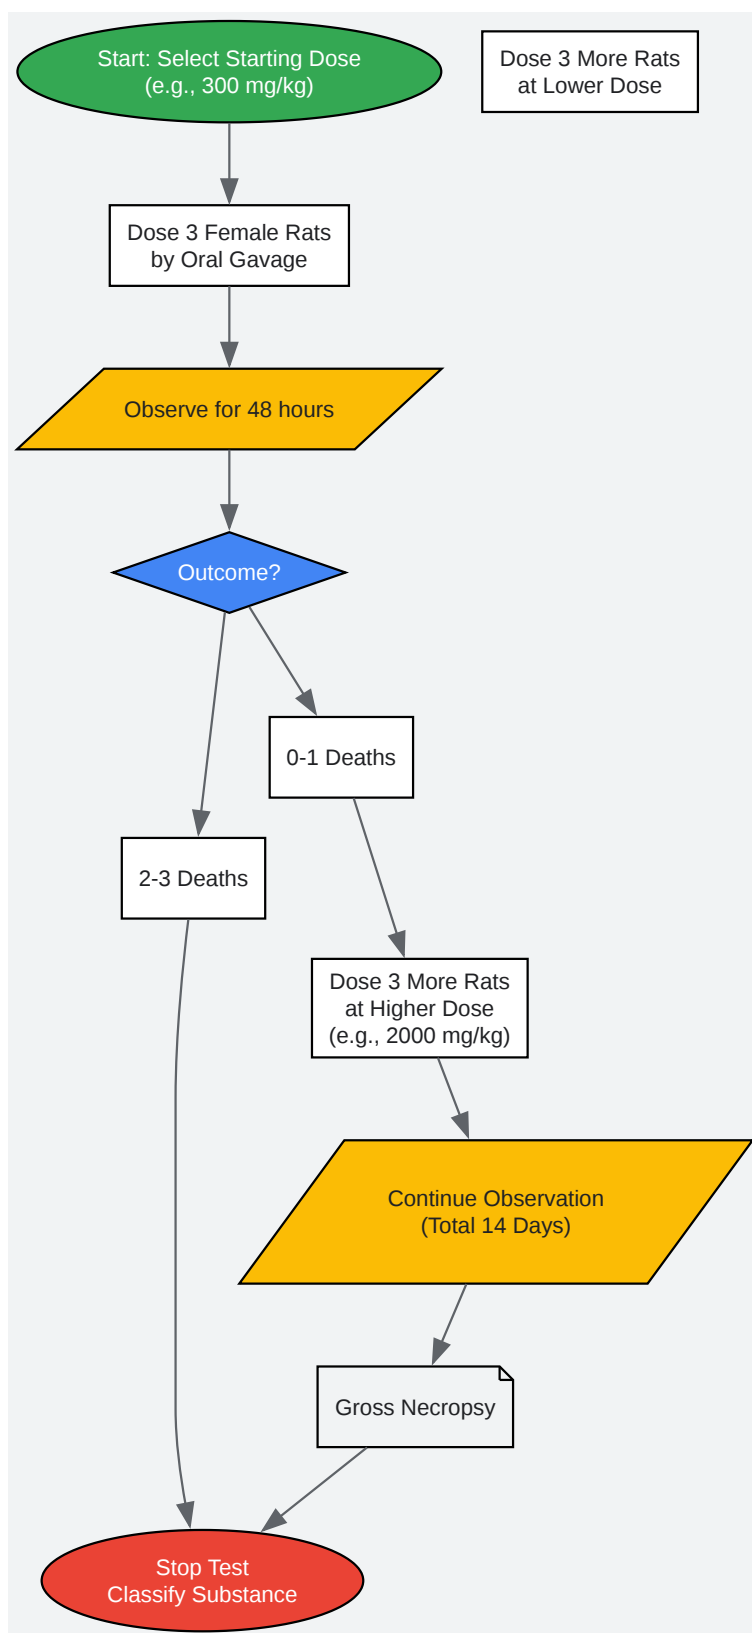 Start: Select Starting Dose
(e.g., 300 mg/kg)
Dose 3 More Rats
at Lower Dose
Dose 3 Female Rats
by Oral Gavage
Observe for 48 hours
Outcome?
0-1 Deaths
2-3 Deaths
Dose 3 More Rats
at Higher Dose
(e.g., 2000 mg/kg)
Continue Observation
(Total 14 Days)
Gross Necropsy
Stop Test
Classify Substance